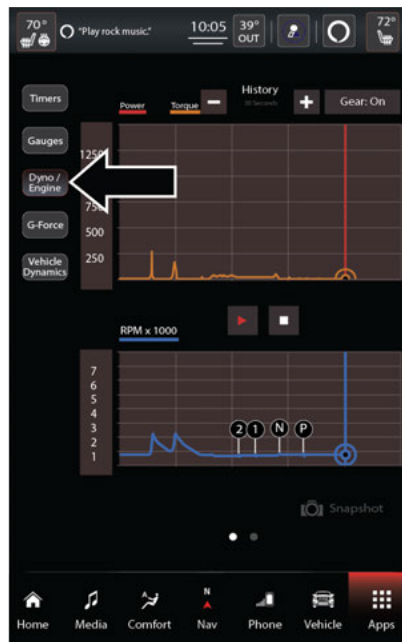 70° "Play rock music." 10:05 39° OUT 72°
Timers
History
Power Torque
30 Seconds
Gear: On
Gauges
Dyno / Engine
G-Force
500
Vehicle Dynamics
250
RPM x 1000
7
6
5
4
3
2
1
2 1 N P
Snapshot
N
Home Media Comfort Nav Phone Vehicle Apps